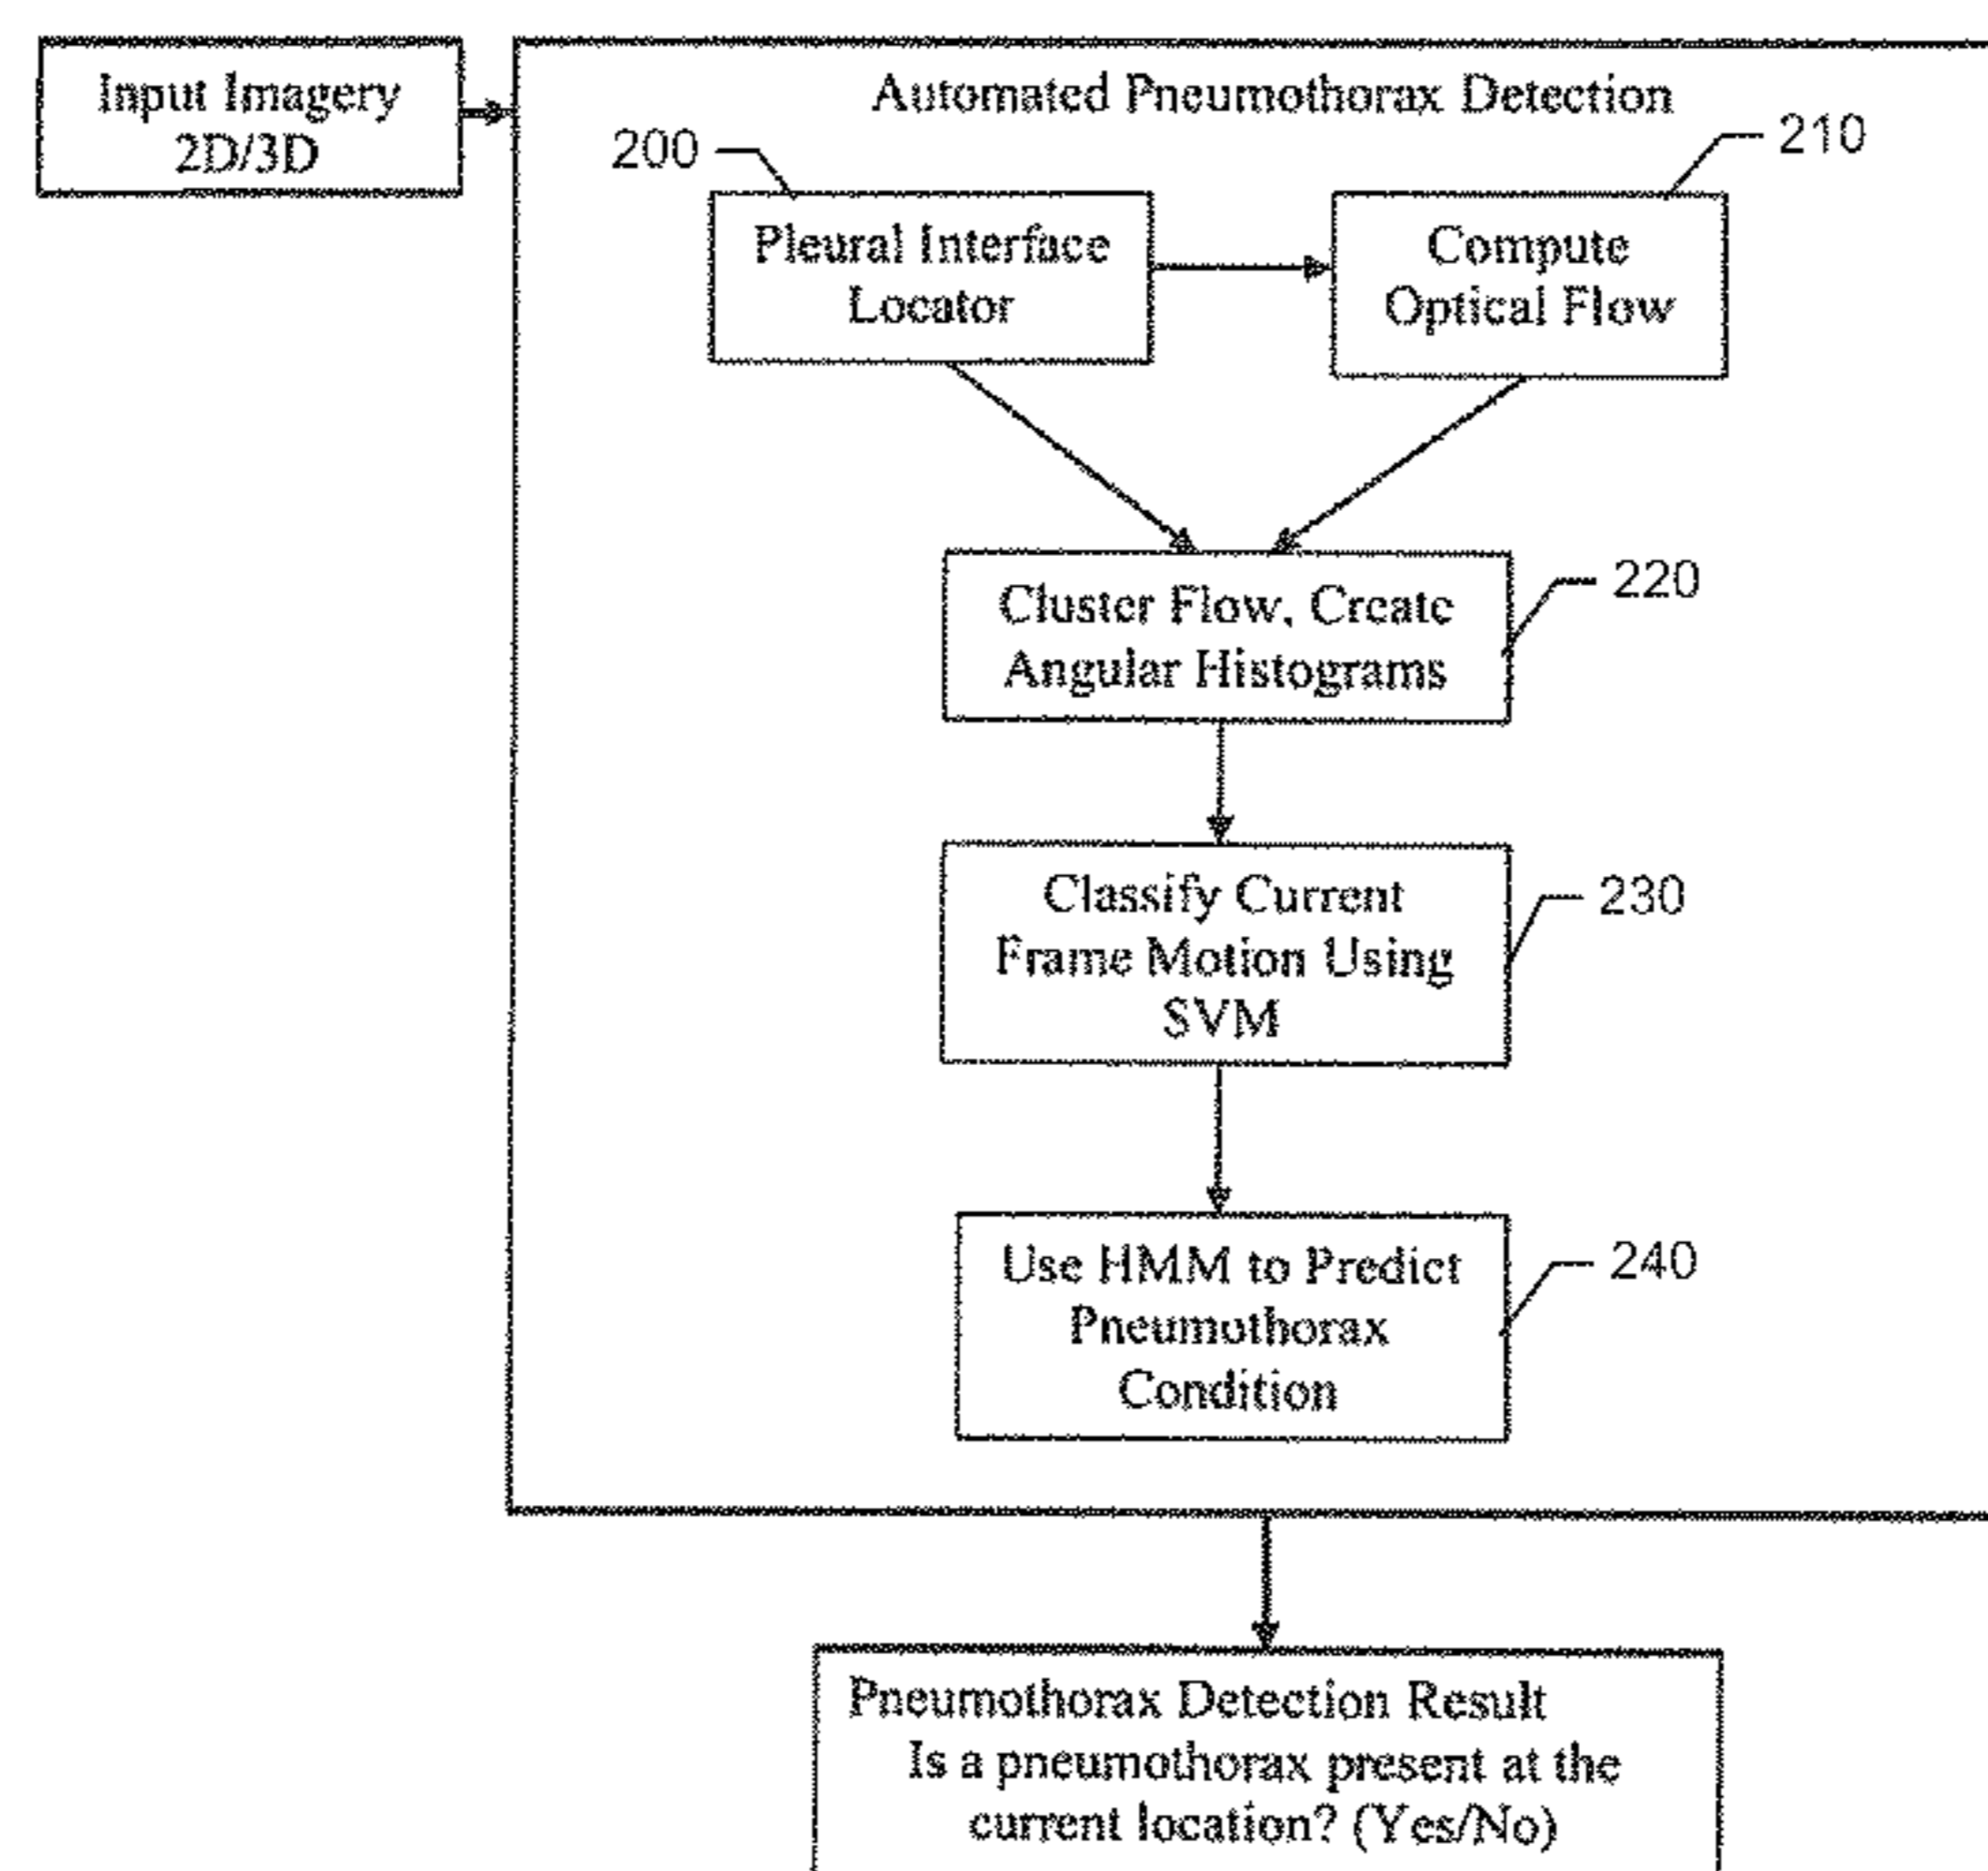 Input Imagery
2D/3D
Automated Pneumothorax Detection
200
210
Pleural Interface
Locator
Compute
Optical Flow
Cluster Flow, Create
Angular Histograms
220
Classify Current
Frame Motion Using
SVM
230
Use HMM to Predict
Pneumothorax
Condition
240
Pneumothorax Detection Result
Is a pneumothorax present at the
current location? (Yes/No)